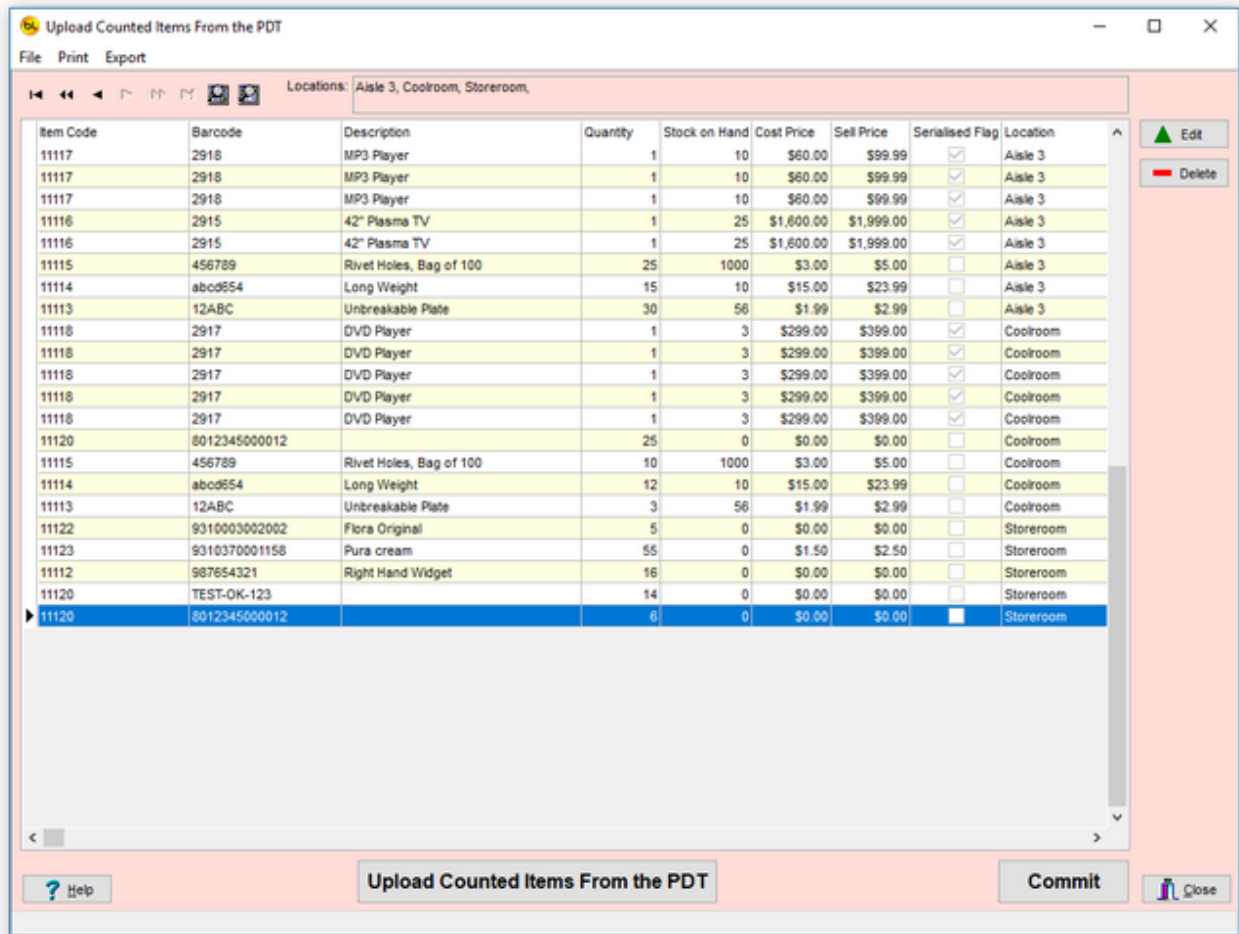 bL Upload Counted Items From the PDT
File Print Export
Locations: Aisle 3, Coolroom, Storeroom,
Item Code Barcode Description Quantity Stock on Hand Cost Price Sell Price Serialised Flag Location
11117 2918 MP3 Player 1 10 $60.00 $99.99 Aisle 3
11117 2918 MP3 Player 1 10 $60.00 $99.99 Aisle 3
11117 2918 MP3 Player 1 10 $60.00 $99.99 Aisle 3
11116 2915 42" Plasma TV 1 25 $1,600.00 $1,999.00 Aisle 3
11116 2915 42" Plasma TV 1 25 $1,600.00 $1,999.00 Aisle 3
11115 456789 Rivet Holes, Bag of 100 25 1000 $3.00 $5.00 Aisle 3
11114 abcd654 Long Weight 15 10 $15.00 $23.99 Aisle 3
11113 12ABC Unbreakable Plate 30 56 $1.99 $2.99 Aisle 3
11118 2917 DVD Player 1 3 $299.00 $399.00 Coolroom
11118 2917 DVD Player 1 3 $299.00 $399.00 Coolroom
11118 2917 DVD Player 1 3 $299.00 $399.00 Coolroom
11118 2917 DVD Player 1 3 $299.00 $399.00 Coolroom
11118 2917 DVD Player 1 3 $299.00 $399.00 Coolroom
11120 8012345000012 25 0 $0.00 $0.00 Coolroom
11115 456789 Rivet Holes, Bag of 100 10 1000 $3.00 $5.00 Coolroom
11114 abcd654 Long Weight 12 10 $15.00 $23.99 Coolroom
11113 12ABC Unbreakable Plate 3 56 $1.99 $2.99 Coolroom
11122 9310003002002 Flora Original 5 0 $0.00 $0.00 Storeroom
11123 9310370001158 Pura cream 55 0 $1.50 $2.50 Storeroom
11112 987654321 Right Hand Widget 16 0 $0.00 $0.00 Storeroom
11120 TEST-OK-123 14 0 $0.00 $0.00 Storeroom
11120 8012345000012 6 0 $0.00 $0.00 Storeroom
Edit
Delete
Help Upload Counted Items From the PDT Commit Close